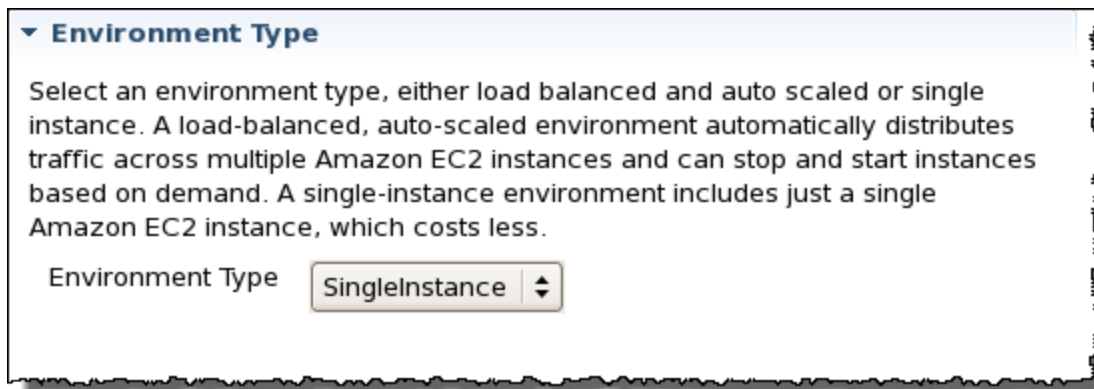 Environment Type
Select an environment type, either load balanced and auto scaled or single
instance. A load-balanced, auto-scaled environment automatically distributes
traffic across multiple Amazon EC2 instances and can stop and start instances
based on demand. A single-instance environment includes just a single
Amazon EC2 instance, which costs less.
Environment Type SingleInstance